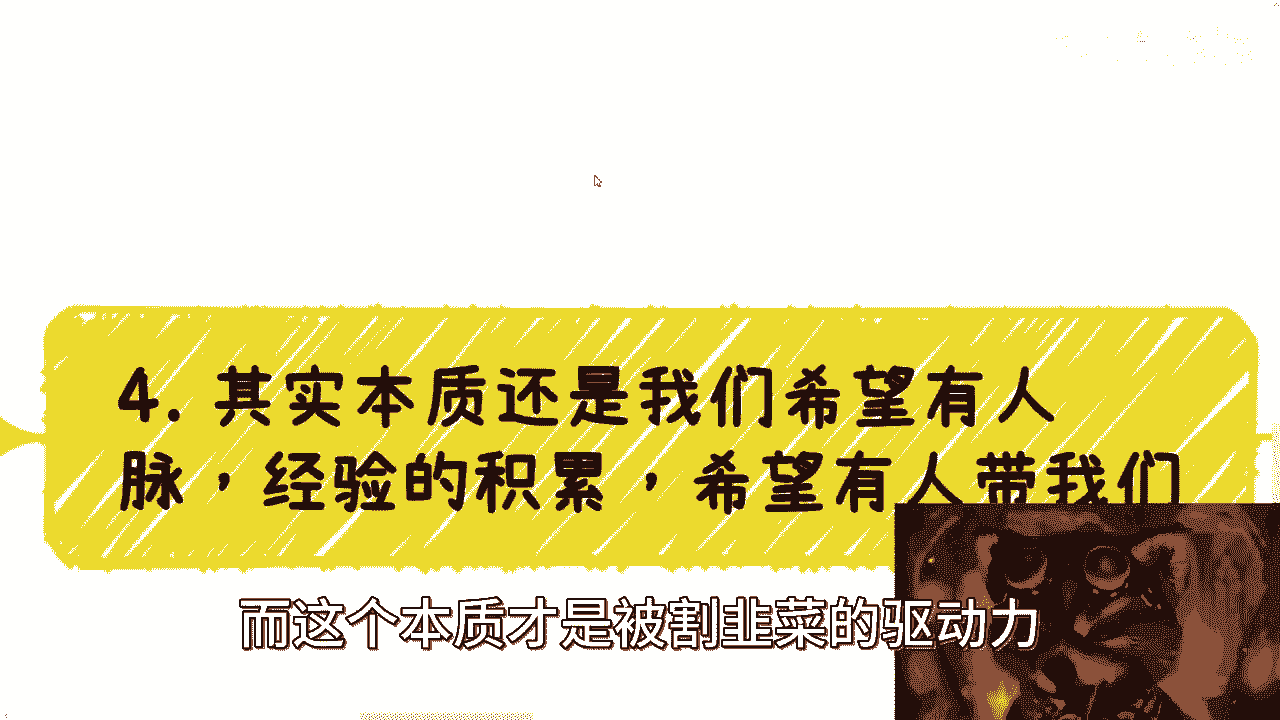 4. 其实本质还是我们希望有人
脉，经验的积累，希望有人带我们
而这个本质才是被割韭菜的驱动力